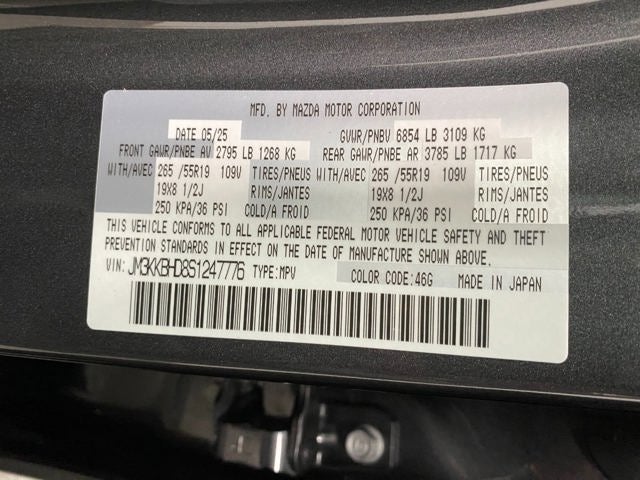 MFD. BY MAZDA MOTOR CORPORATION
DATE 05/25 GVWR/PNBV 6854 LB 3109 KG
FRONT GAWR/PNBE AV 2795 LB 1268 KG REAR GAWR/PNBE AR 3785 LB 1717 KG
WITH/AVEC 265 /55R19 109V TIRES/PNEUS WITH/AVEC 265 /55R19 109V TIRES/PNEUS
19X8 1/2J RIMS/JANTES 19X8 1/2J RIMS/JANTES
250 KPA/36 PSI COLD/A FROID 250 KPA/36 PSI COLD/A FROID
THIS VEHICLE CONFORMS TO ALL APPLICABLE FEDERAL MOTOR VEHICLE SAFETY AND THEFT
PREVENTION STANDARDS IN EFFECT ON THE DATE OF MANUFACTURE SHOWN ABOVE.
VIN: JM3KKBHD8S1247776 TYPE:MPV COLOR CODE:46G MADE IN JAPAN